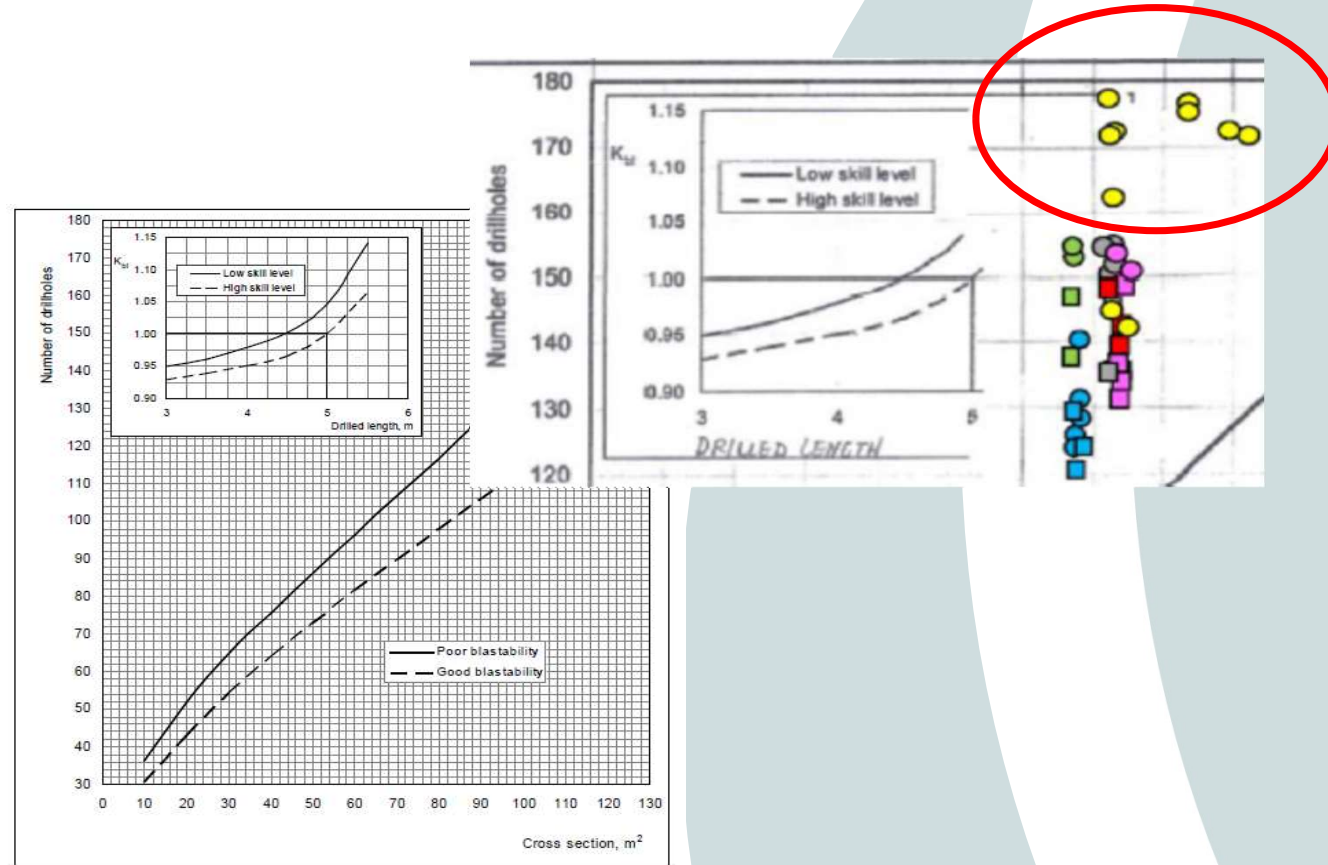 180
170
160
150
140
130
120
110
100
90
80
70
60
50
40
30
Number of drillholes
1.15
1.10
1.05
1.00
0.95
0.90
K_bf
Low skill level
High skill level
3 4 5 6
Drilled length, m
Poor blastability
Good blastability
0 10 20 30 40 50 60 70 80 90 100 110 120 130
Cross section, m²
180
170
160
150
140
130
120
Number of drillholes
1.15
1.10
1.05
1.00
0.95
0.90
Low skill level
High skill level
3 4 5
DRILLED LENGTH
1